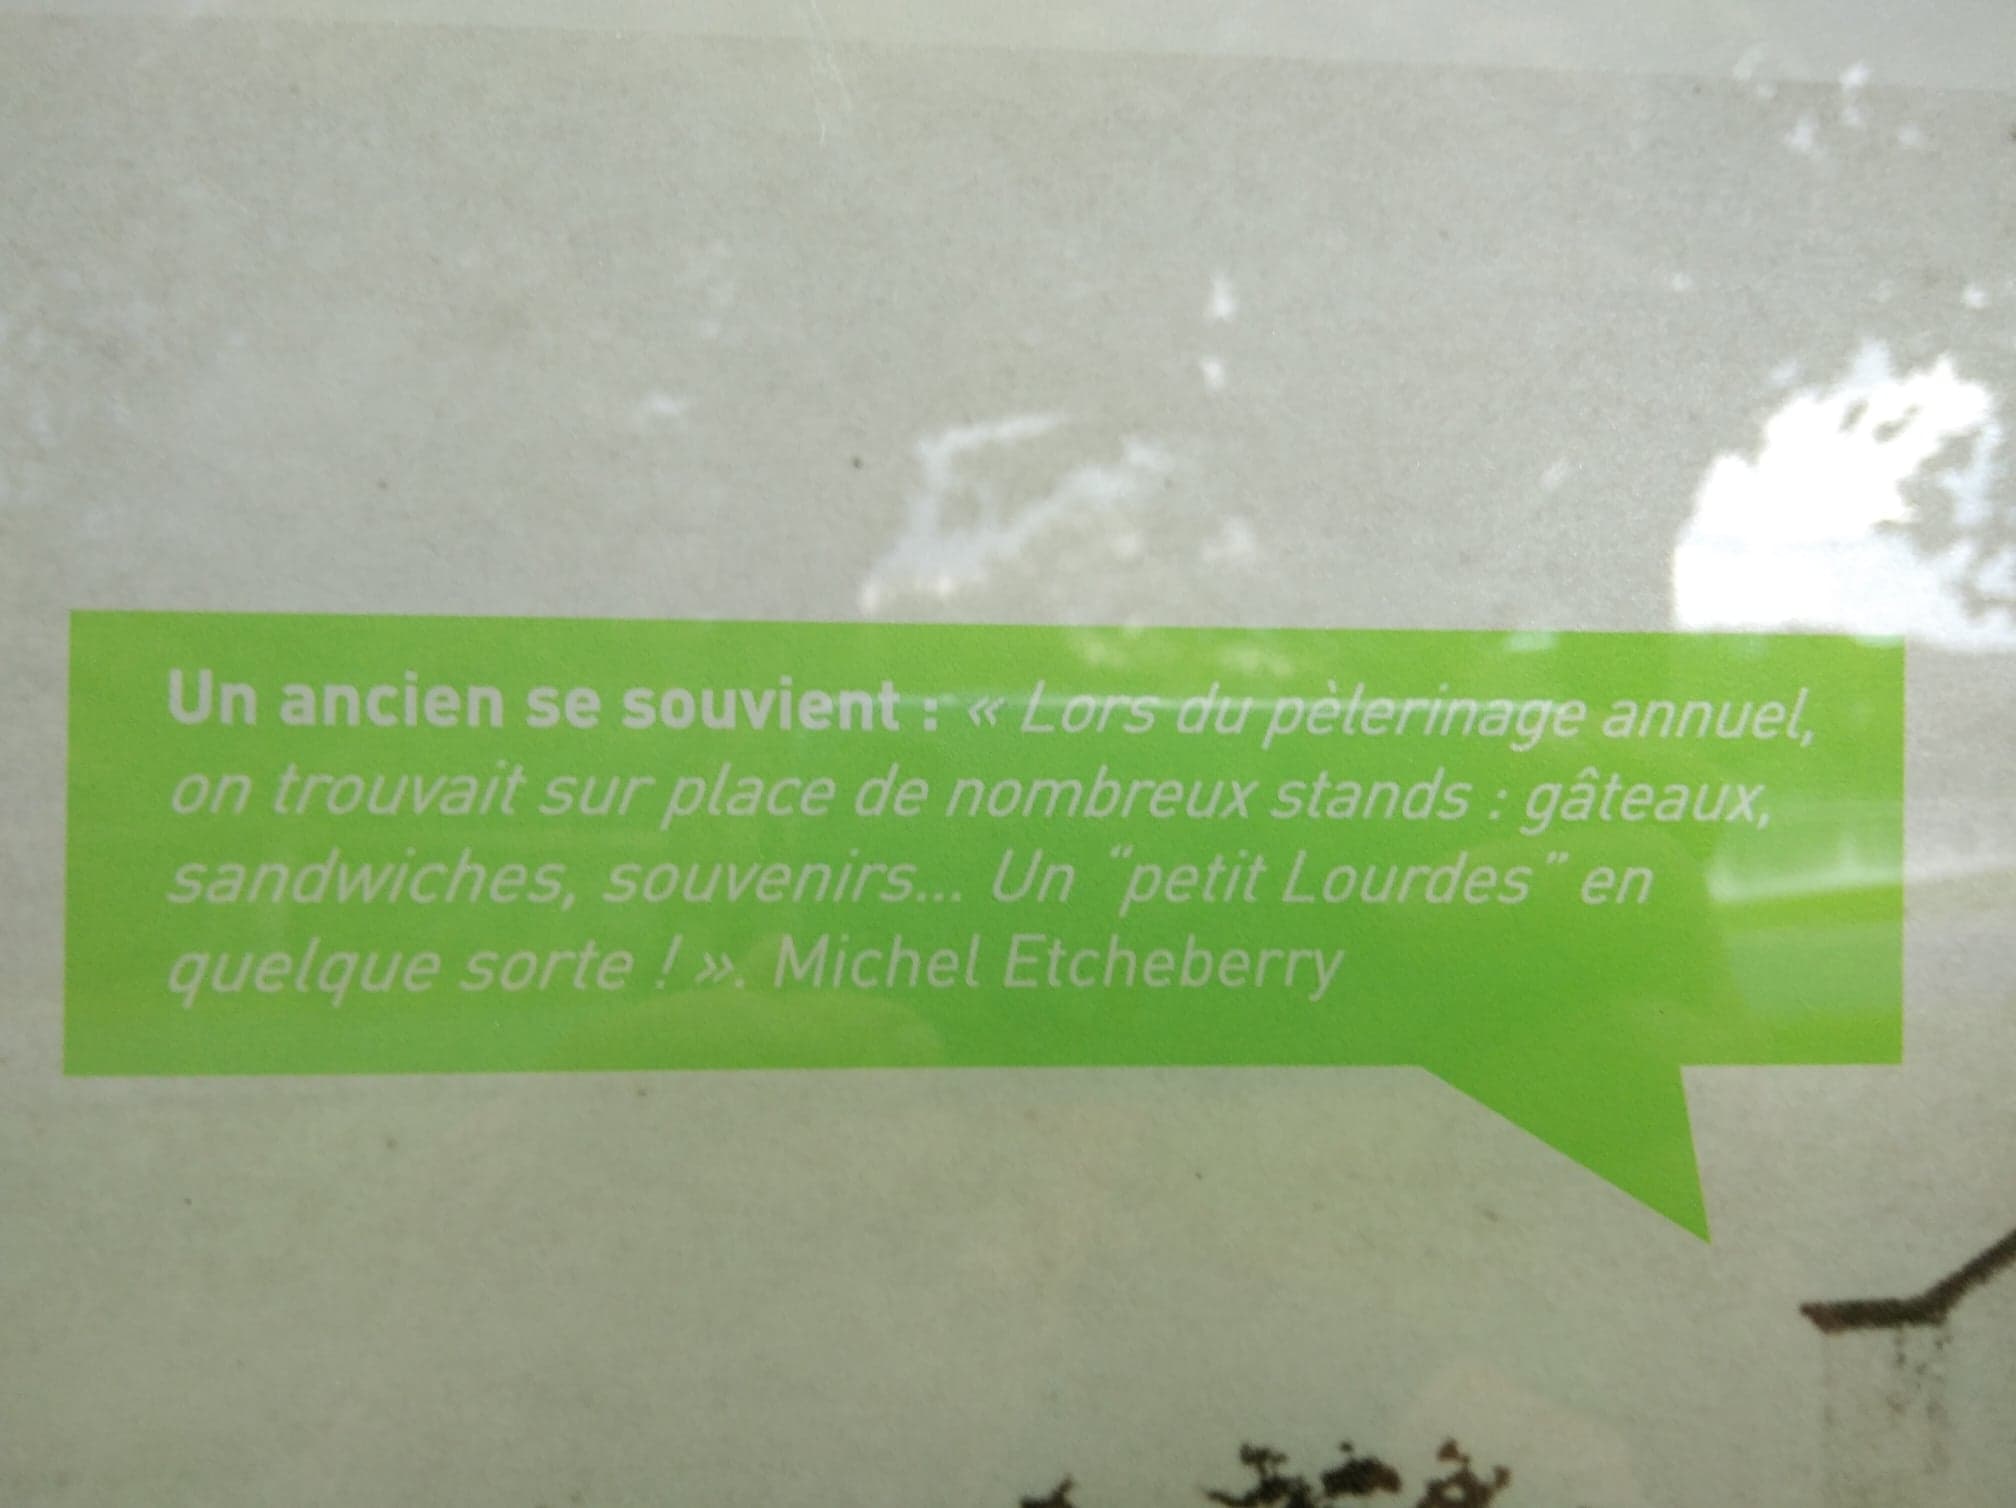 Un ancien se souvient : « Lors du pèlerinage annuel,
on trouvait sur place de nombreux stands : gâteaux,
sandwiches, souvenirs... Un “petit Lourdes” en
quelque sorte ! ». Michel Etcheberry